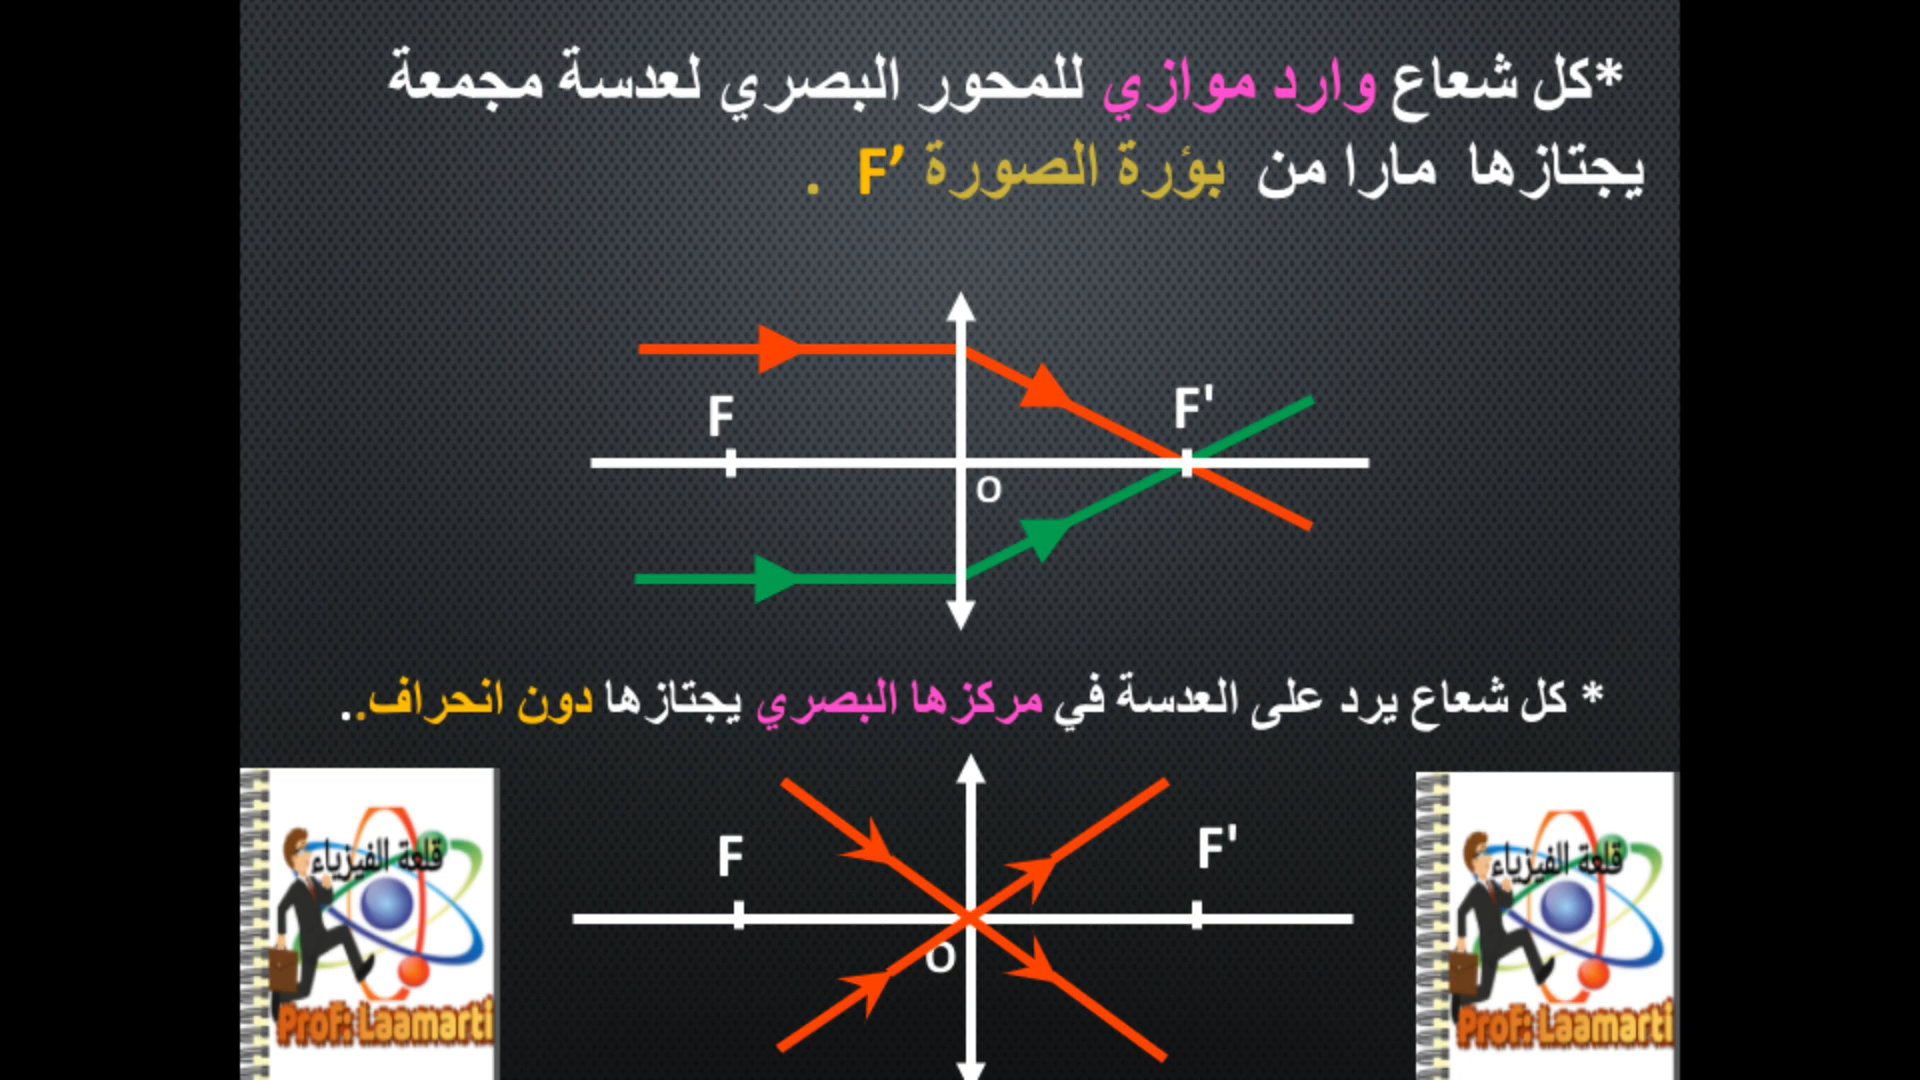 *كل شعاع وارد موازي للمحور البصري لعدسة مجمعة
يجتازها مارا من بؤرة الصورة F’ .
F
F'
O
* كل شعاع يرد على العدسة في مركزها البصري يجتازها دون انحراف..
F
F'
O
قلعة الفيزياء
Prof: Laamarti
قلعة الفيزياء
Prof: Laamarti